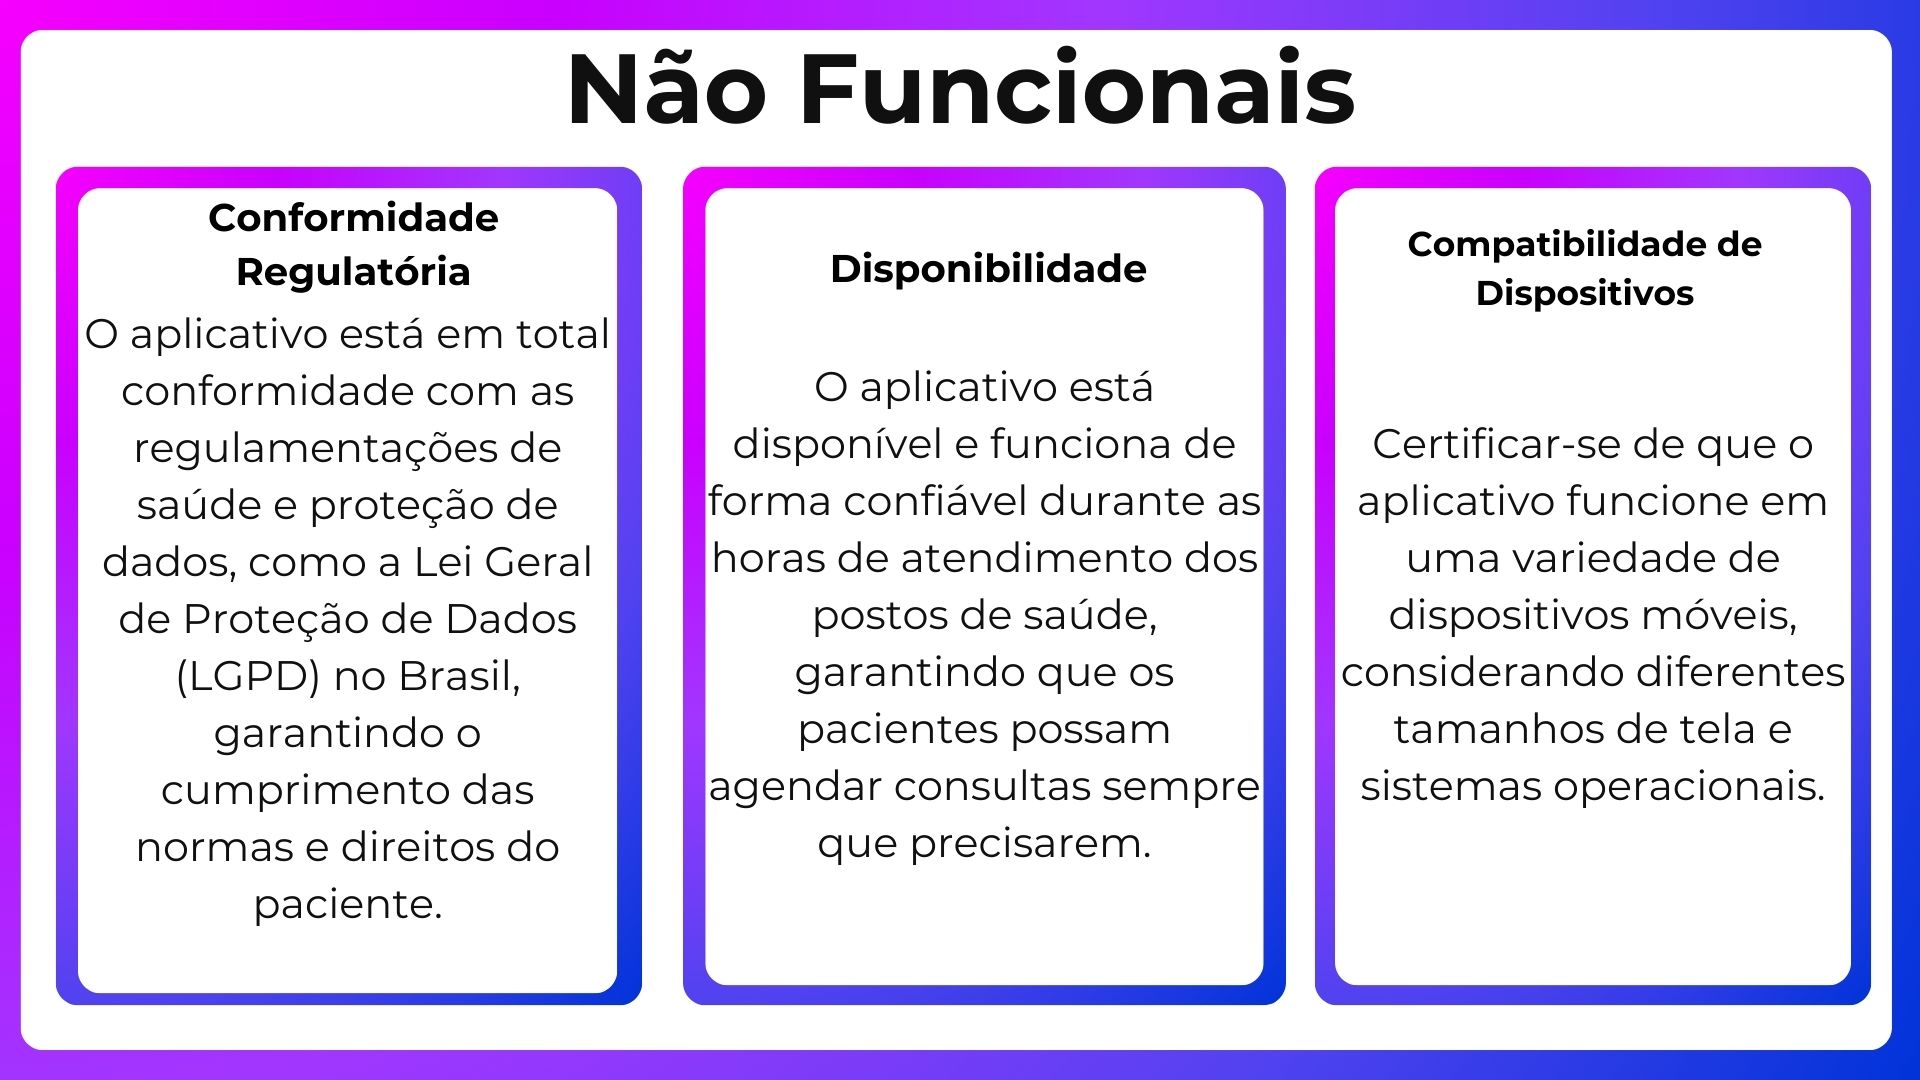 Não Funcionais
Conformidade
Regulatória
O aplicativo está em total
conformidade com as
regulamentações de
saúde e proteção de
dados, como a Lei Geral
de Proteção de Dados
(LGPD) no Brasil,
garantindo o
cumprimento das
normas e direitos do
paciente.
Disponibilidade
O aplicativo está
disponível e funciona de
forma confiável durante as
horas de atendimento dos
postos de saúde,
garantindo que os
pacientes possam
agendar consultas sempre
que precisarem.
Compatibilidade de
Dispositivos
Certificar-se de que o
aplicativo funcione em
uma variedade de
dispositivos móveis,
considerando diferentes
tamanhos de tela e
sistemas operacionais.